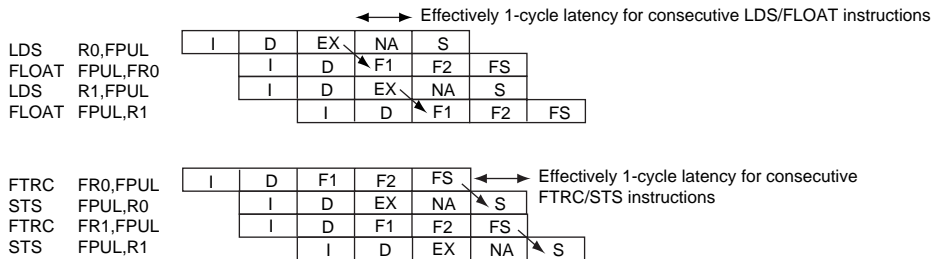 Effectively 1-cycle latency for consecutive LDS/FLOAT instructions
LDS R0,FPUL I D EX NA S
FLOAT FPUL,FR0 I D F1 F2 FS
LDS R1,FPUL I D EX NA S
FLOAT FPUL,R1 I D F1 F2 FS
Effectively 1-cycle latency for consecutive
FTRC/STS instructions
FTRC FR0,FPUL I D F1 F2 FS
STS FPUL,R0 I D EX NA S
FTRC FR1,FPUL I D F1 F2 FS
STS FPUL,R1 I D EX NA S